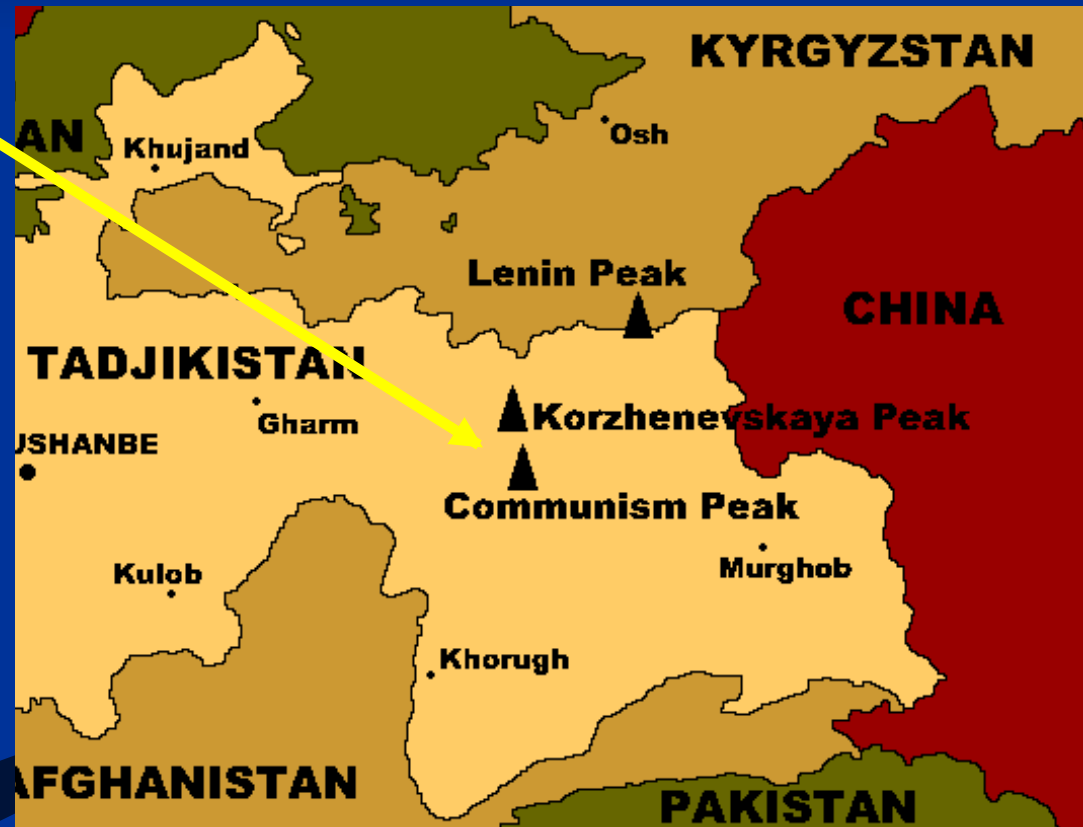 KYRGYZSTAN
AN
Khujand
Osh
Lenin Peak
CHINA
TADJIKISTAN
Gharm
Korzhenevskaya Peak
USHANBE
Communism Peak
Kulob
Murghob
Khorugh
AFGHANISTAN
PAKISTAN